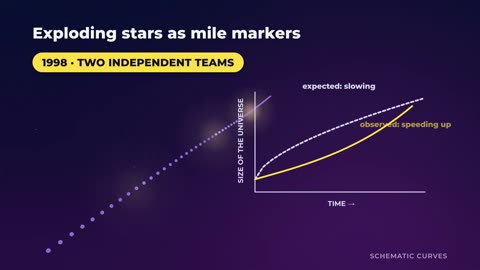 Exploding stars as mile markers
1998 • TWO INDEPENDENT TEAMS
expected: slowing
observed: speeding up
SIZE OF THE UNIVERSE
TIME →
SCHEMATIC CURVES